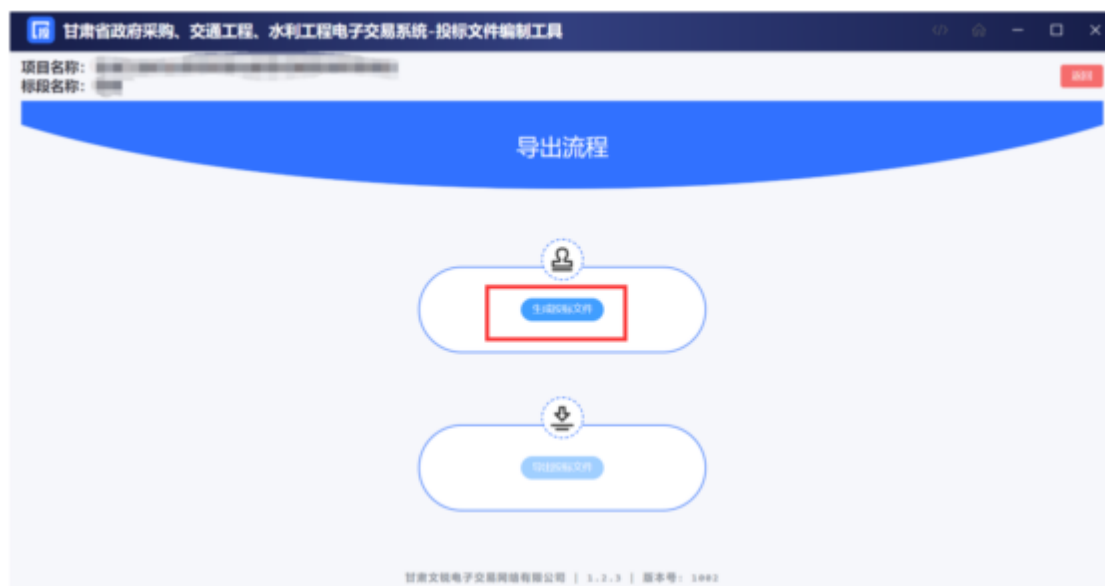 甘肃省政府采购、交通工程、水利工程电子交易系统-投标文件编制工具
项目名称：
标段名称：
返回
导出流程
生成投标文件
导出投标文件
甘肃文锐电子交易网络有限公司 | 1.2.3 | 版本号: 1002